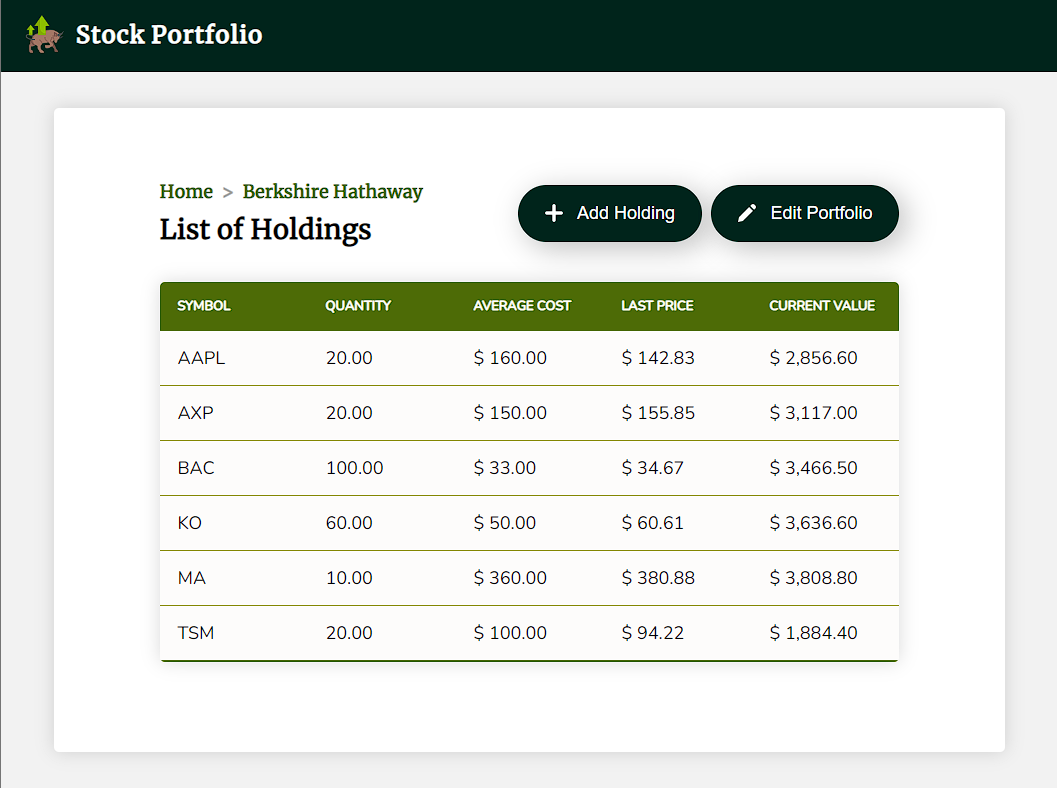 Stock Portfolio
Home > Berkshire Hathaway
List of Holdings
Add Holding
Edit Portfolio
SYMBOL QUANTITY AVERAGE COST LAST PRICE CURRENT VALUE
AAPL 20.00 $ 160.00 $ 142.83 $ 2,856.60
AXP 20.00 $ 150.00 $ 155.85 $ 3,117.00
BAC 100.00 $ 33.00 $ 34.67 $ 3,466.50
KO 60.00 $ 50.00 $ 60.61 $ 3,636.60
MA 10.00 $ 360.00 $ 380.88 $ 3,808.80
TSM 20.00 $ 100.00 $ 94.22 $ 1,884.40